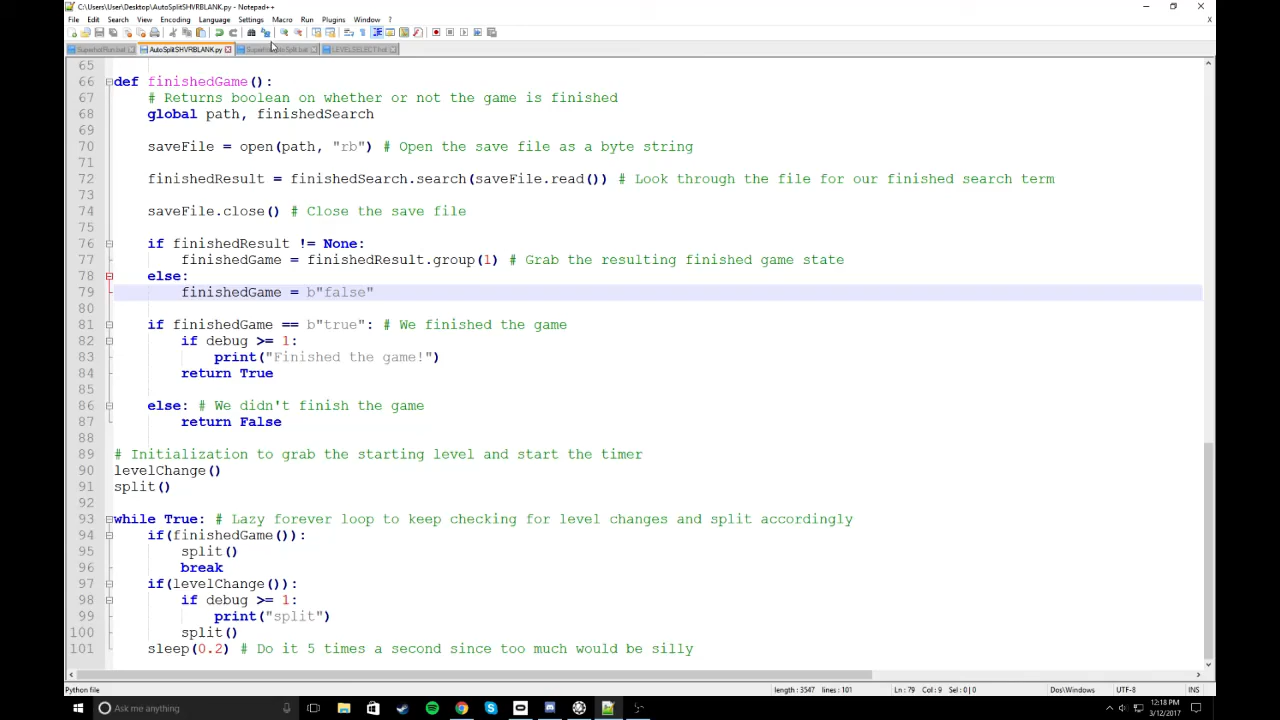 C:\Users\User\Desktop\AutoSplitSHVRBLANK.py - Notepad++
File Edit Search View Encoding Language Settings Macro Run Plugins Window ?
SuperhotRun.bat AutoSplitSHVRBLANK.py LEVELSELECT.hst
65
66 def finishedGame():
67 # Returns boolean on whether or not the game is finished
68 global path, finishedSearch
69
70 saveFile = open(path, "rb") # Open the save file as a byte string
71
72 finishedResult = finishedSearch.search(saveFile.read()) # Look through the file for our finished search term
73
74 saveFile.close() # Close the save file
75
76 if finishedResult != None:
77 finishedGame = finishedResult.group(1) # Grab the resulting finished game state
78 else:
79 finishedGame = b"false"
80
81 if finishedGame == b"true": # We finished the game
82 if debug >= 1:
83 print("Finished the game!")
84 return True
85
86 else: # We didn't finish the game
87 return False
88
89 # Initialization to grab the starting level and start the timer
90 levelChange()
91 split()
92
93 while True: # Lazy forever loop to keep checking for level changes and split accordingly
94 if(finishedGame()):
95 split()
96 break
97 if(levelChange()):
98 if debug >= 1:
99 print("split")
100 split()
101 sleep(0.2) # Do it 5 times a second since too much would be silly
Python file length : 3547 lines : 101 Ln : 79 Col : 9 Sel : 0 | 0 Dos\Windows UTF-8 INS
Ask me anything 12:18 PM
3/12/2017